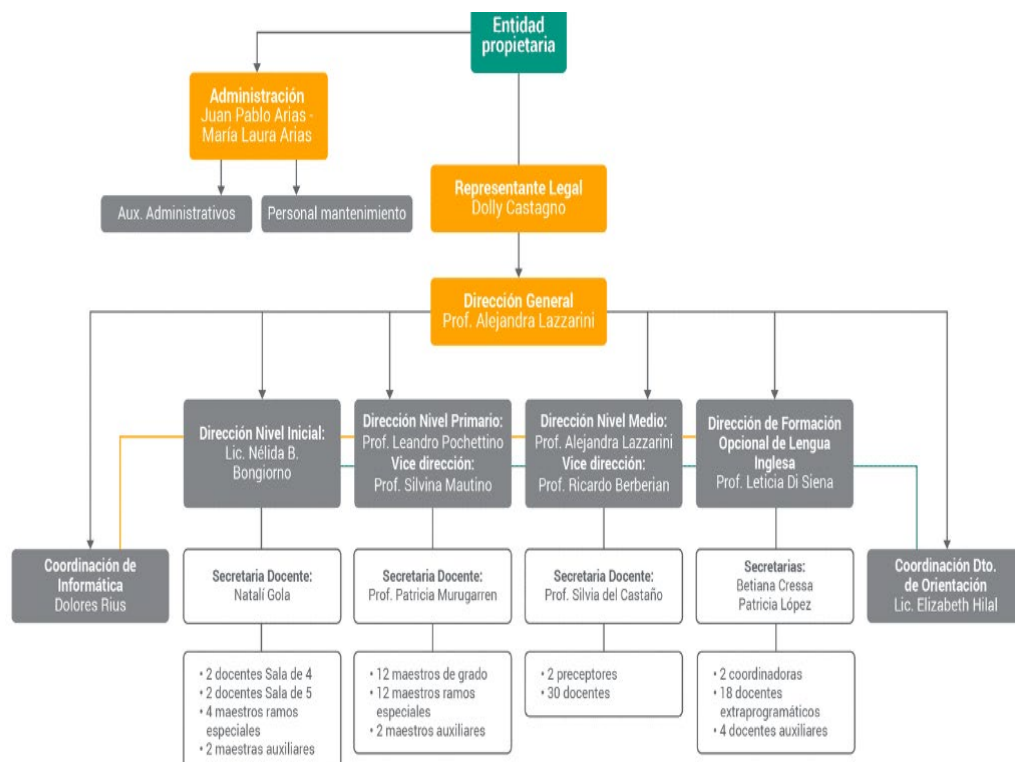 Entidad
propietaria
Administración
Juan Pablo Arias -
María Laura Arias
Aux. Administrativos
Personal mantenimiento
Representante Legal
Dolly Castagno
Dirección General
Prof. Alejandra Lazzarini
Dirección Nivel Inicial:
Lic. Nélida B.
Bongiorno
Dirección Nivel Primario:
Prof. Leandro Pochettino
Vice dirección:
Prof. Silvina Mautino
Dirección Nivel Medio:
Prof. Alejandra Lazzarini
Vice dirección:
Prof. Ricardo Berberian
Dirección de Formación
Opcional de Lengua
Inglesa
Prof. Leticia Di Siena
Coordinación de
Informática
Dolores Rius
Secretaria Docente:
Natalí Gola
Secretaria Docente:
Prof. Patricia Murugarren
Secretaria Docente:
Prof. Silvia del Castaño
Secretarias:
Betiana Cressa
Patricia López
Coordinación Dto.
de Orientación
Lic. Elizabeth Hilal
• 2 docentes Sala de 4
• 2 docentes Sala de 5
• 4 maestros ramos
especiales
• 2 maestras auxiliares
• 12 maestros de grado
• 12 maestros ramos
especiales
• 2 maestros auxiliares
• 2 preceptores
• 30 docentes
• 2 coordinadoras
• 18 docentes
extraprogramáticos
• 4 docentes auxiliares